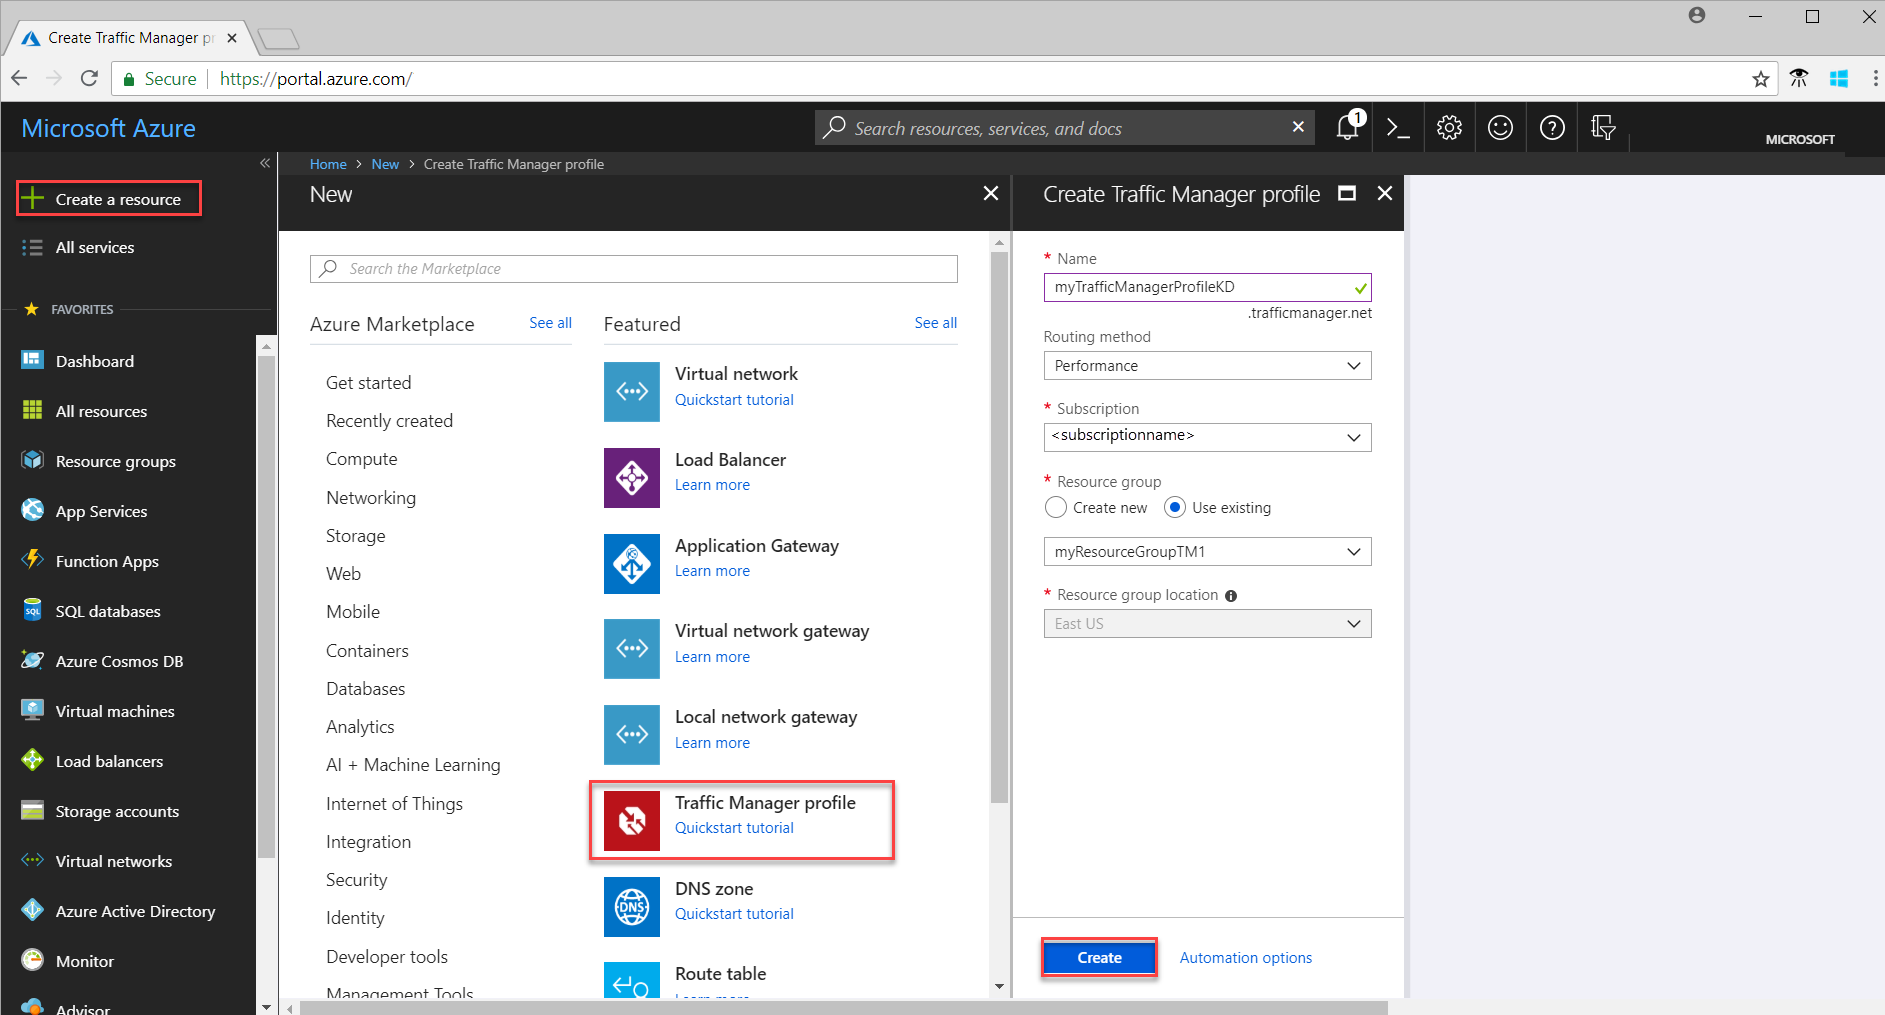 Create Traffic Manager pr
Secure
https://portal.azure.com/
Microsoft Azure
Search resources, services, and docs
1
MICROSOFT
Home > New > Create Traffic Manager profile
Create a resource
All services
FAVORITES
Dashboard
All resources
Resource groups
App Services
Function Apps
SQL
SQL databases
Azure Cosmos DB
Virtual machines
Load balancers
Storage accounts
Virtual networks
Azure Active Directory
Monitor
Advisor
New
Search the Marketplace
Azure Marketplace
See all
Get started
Recently created
Compute
Networking
Storage
Web
Mobile
Containers
Databases
Analytics
AI + Machine Learning
Internet of Things
Integration
Security
Identity
Developer tools
Management Tools
Featured
See all
Virtual network
Quickstart tutorial
Load Balancer
Learn more
Application Gateway
Learn more
Virtual network gateway
Learn more
Local network gateway
Learn more
Traffic Manager profile
Quickstart tutorial
DNS
DNS zone
Quickstart tutorial
Route table
Learn more
Create Traffic Manager profile
* Name
myTrafficManagerProfileKD
.trafficmanager.net
Routing method
Performance
* Subscription
<subscriptionname>
* Resource group
Create new
Use existing
myResourceGroupTM1
* Resource group location
East US
Create
Automation options